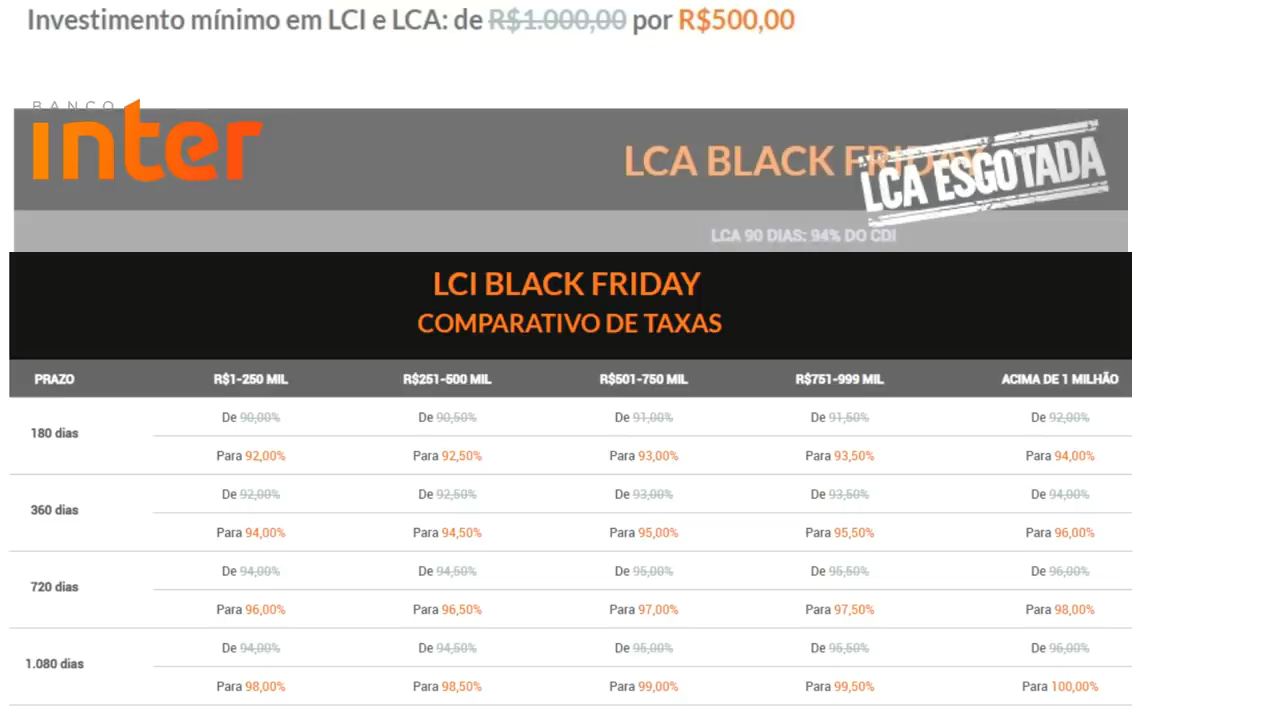 Investimento mínimo em LCI e LCA: de R$1.000,00 por R$500,00
BANCO
inter
LCA BLACK FRIDAY
LCA ESGOTADA
LCA 90 DIAS: 94% DO CDI
LCI BLACK FRIDAY
COMPARATIVO DE TAXAS
PRAZO R$1-250 MIL R$251-500 MIL R$501-750 MIL R$751-999 MIL ACIMA DE 1 MILHÃO
180 dias
De 90,00% De 90,50% De 91,00% De 91,50% De 92,00%
Para 92,00% Para 92,50% Para 93,00% Para 93,50% Para 94,00%
360 dias
De 92,00% De 92,50% De 93,00% De 93,50% De 94,00%
Para 94,00% Para 94,50% Para 95,00% Para 95,50% Para 96,00%
720 dias
De 94,00% De 94,50% De 95,00% De 95,50% De 96,00%
Para 96,00% Para 96,50% Para 97,00% Para 97,50% Para 98,00%
1.080 dias
De 94,00% De 94,50% De 95,00% De 95,50% De 96,00%
Para 98,00% Para 98,50% Para 99,00% Para 99,50% Para 100,00%